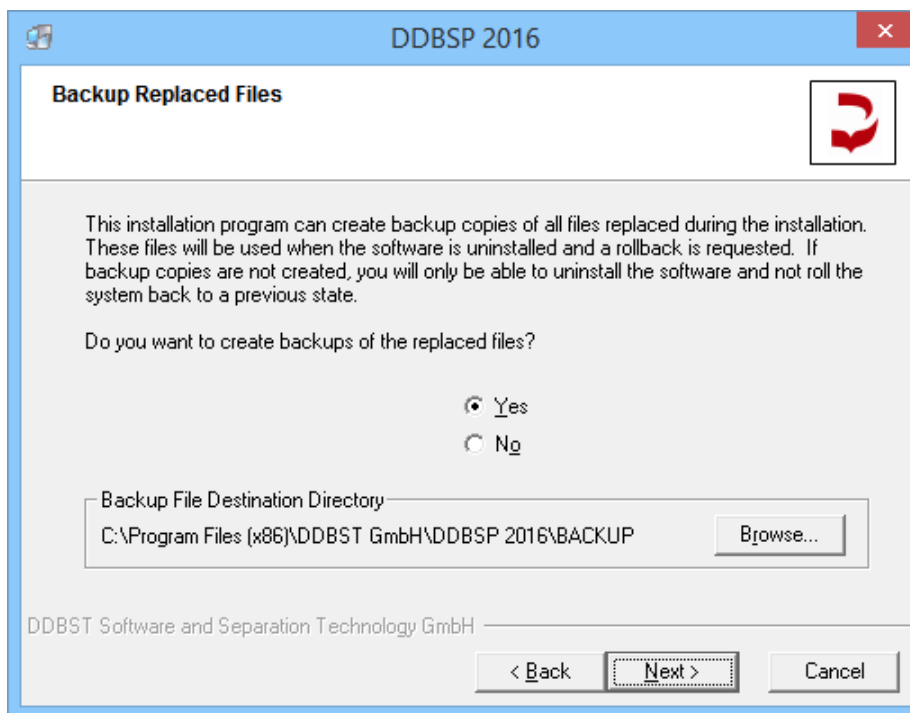 DDBSP 2016
Backup Replaced Files
This installation program can create backup copies of all files replaced during the installation.
These files will be used when the software is uninstalled and a rollback is requested.  If
backup copies are not created, you will only be able to uninstall the software and not roll the
system back to a previous state.
Do you want to create backups of the replaced files?
Yes
No
Backup File Destination Directory
C:\Program Files (x86)\DDBST GmbH\DDBSP 2016\BACKUP
Browse...
DDBST Software and Separation Technology GmbH
< Back
Next >
Cancel